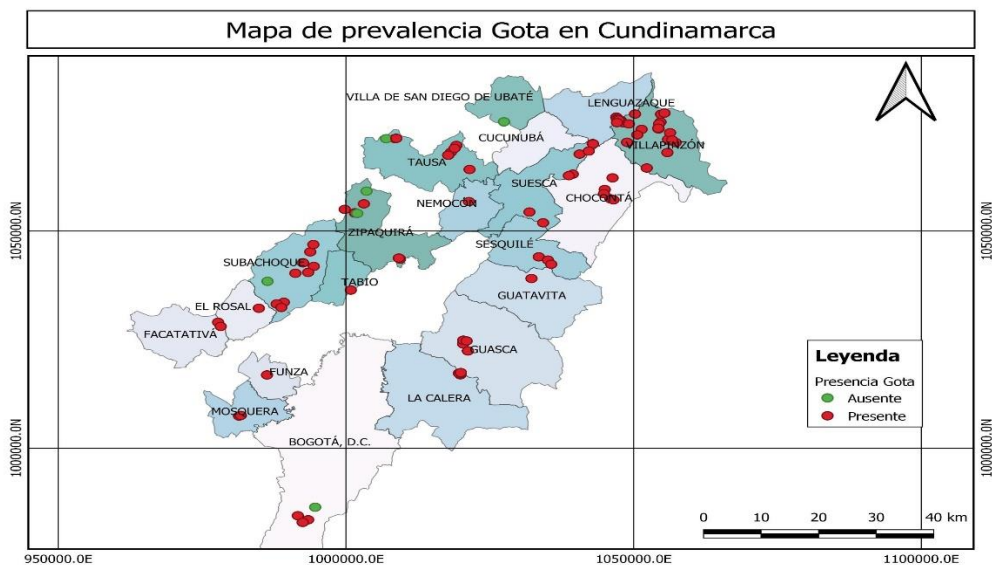 Mapa de prevalencia Gota en Cundinamarca
VILLA DE SAN DIEGO DE UBATÉ
LENGUAZAQUE
CUCUNUBÁ
VILLAPINZÓN
TAUSA
SUESCA
CHOCONTÁ
NEMOCÓN
ZIPAQUIRÁ
1050000.0N
1050000.0N
SESQUILÉ
SUBACHOQUE
TABIO
GUATAVITA
EL ROSAL
FACATATIVÁ
GUASCA
FUNZA
LA CALERA
MOSQUERA
BOGOTÁ, D.C.
Leyenda
Presencia Gota
Ausente
Presente
1000000.0N
1000000.0N
0 10 20 30 40 km
950000.0E 1000000.0E 1050000.0E 1100000.0E